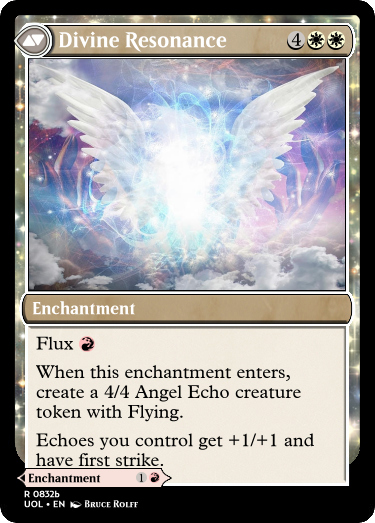 Divine Resonance 4
Enchantment
Flux
When this enchantment enters,
create a 4/4 Angel Echo creature
token with Flying.
Echoes you control get +1/+1 and
have first strike.
Enchantment 1
R 0832b
UOL • EN Bruce Rolff